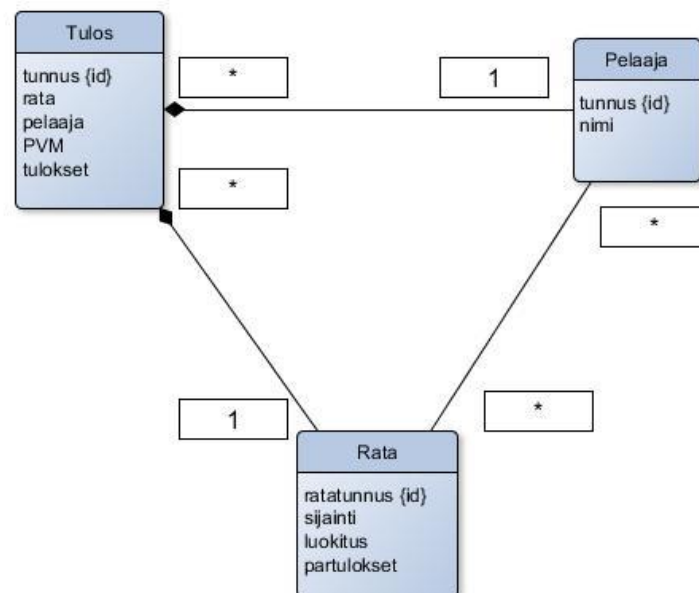 Tulos
tunnus {id}
rata
pelaaja
PVM
tulokset
*
1
Pelaaja
tunnus {id}
nimi
*
*
1
*
Rata
ratatunnus {id}
sijainti
luokitus
partulokset